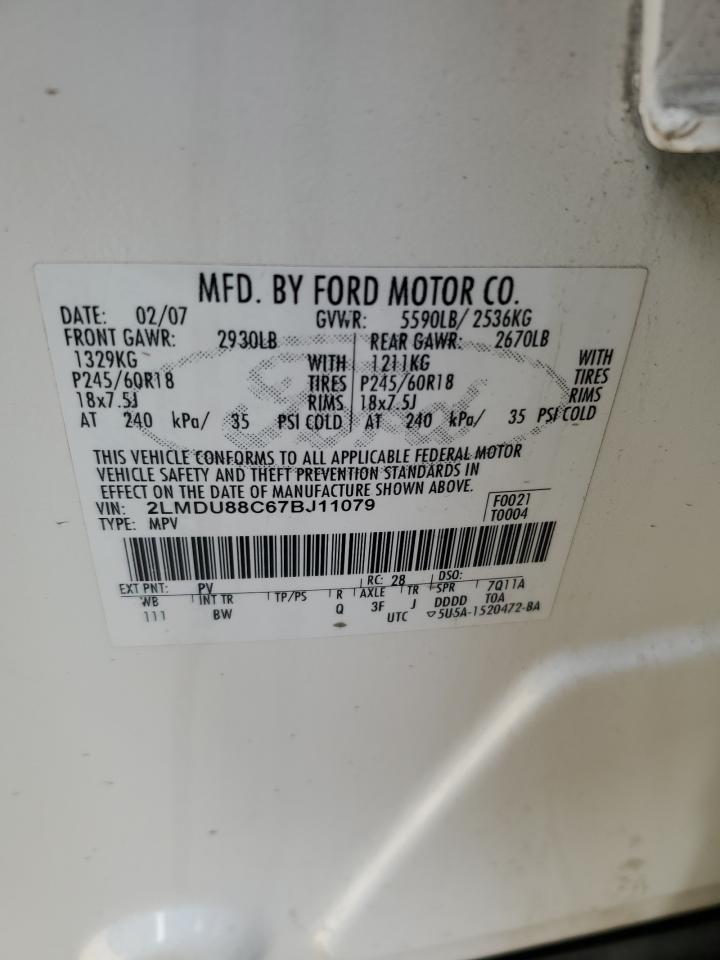 MFD. BY FORD MOTOR CO.
DATE: 02/07 GVWR: 5590LB/ 2536KG
FRONT GAWR: 2930LB REAR GAWR: 2670LB
1329KG WITH 1211KG WITH
P245/60R18 TIRES P245/60R18 TIRES
18x7.5J RIMS 18x7.5J RIMS
AT 240 kPa/ 35 PSI COLD AT 240 kPa/ 35 PSI COLD
Ford
THIS VEHICLE CONFORMS TO ALL APPLICABLE FEDERAL MOTOR
VEHICLE SAFETY AND THEFT PREVENTION STANDARDS IN
EFFECT ON THE DATE OF MANUFACTURE SHOWN ABOVE.
VIN: 2LMDU88C67BJ11079 F0021
TYPE: MPV T0004
EXT PNT: PV RC: 28 DSO:
WB INT TR TP/PS R AXLE TR SPR 7Q11A
111 BW Q 3F J DDDD TOA
UTC ▽5U5A-1520472-BA